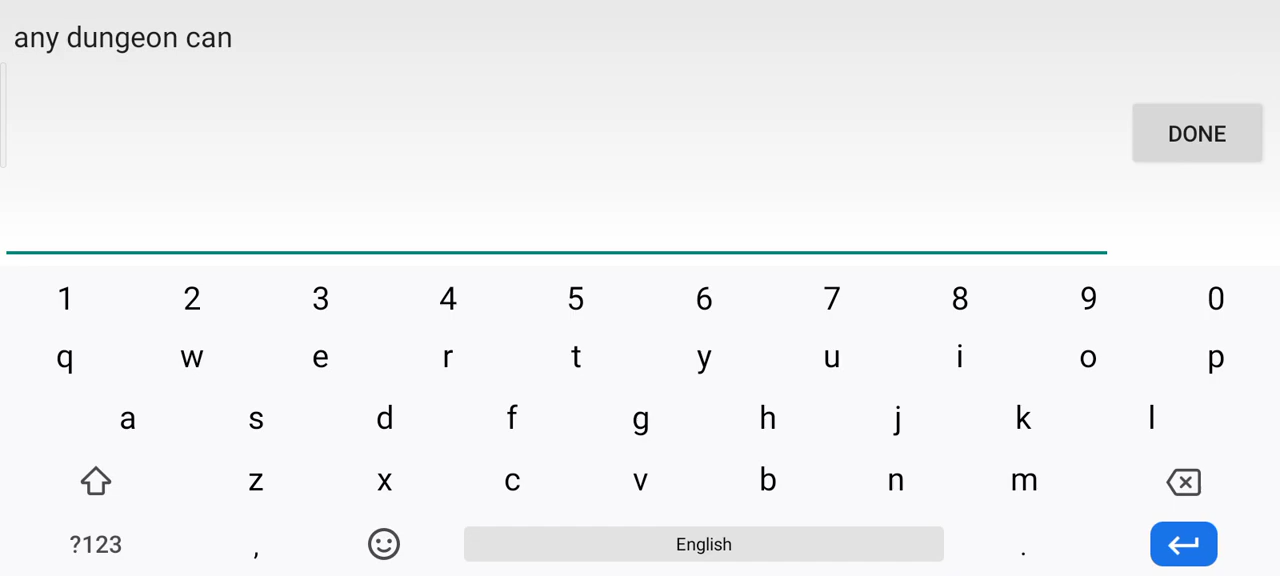 any dungeon can
DONE
1 2 3 4 5 6 7 8 9 0
q w e r t y u i o p
a s d f g h j k l
z x c v b n m
?123 , English .